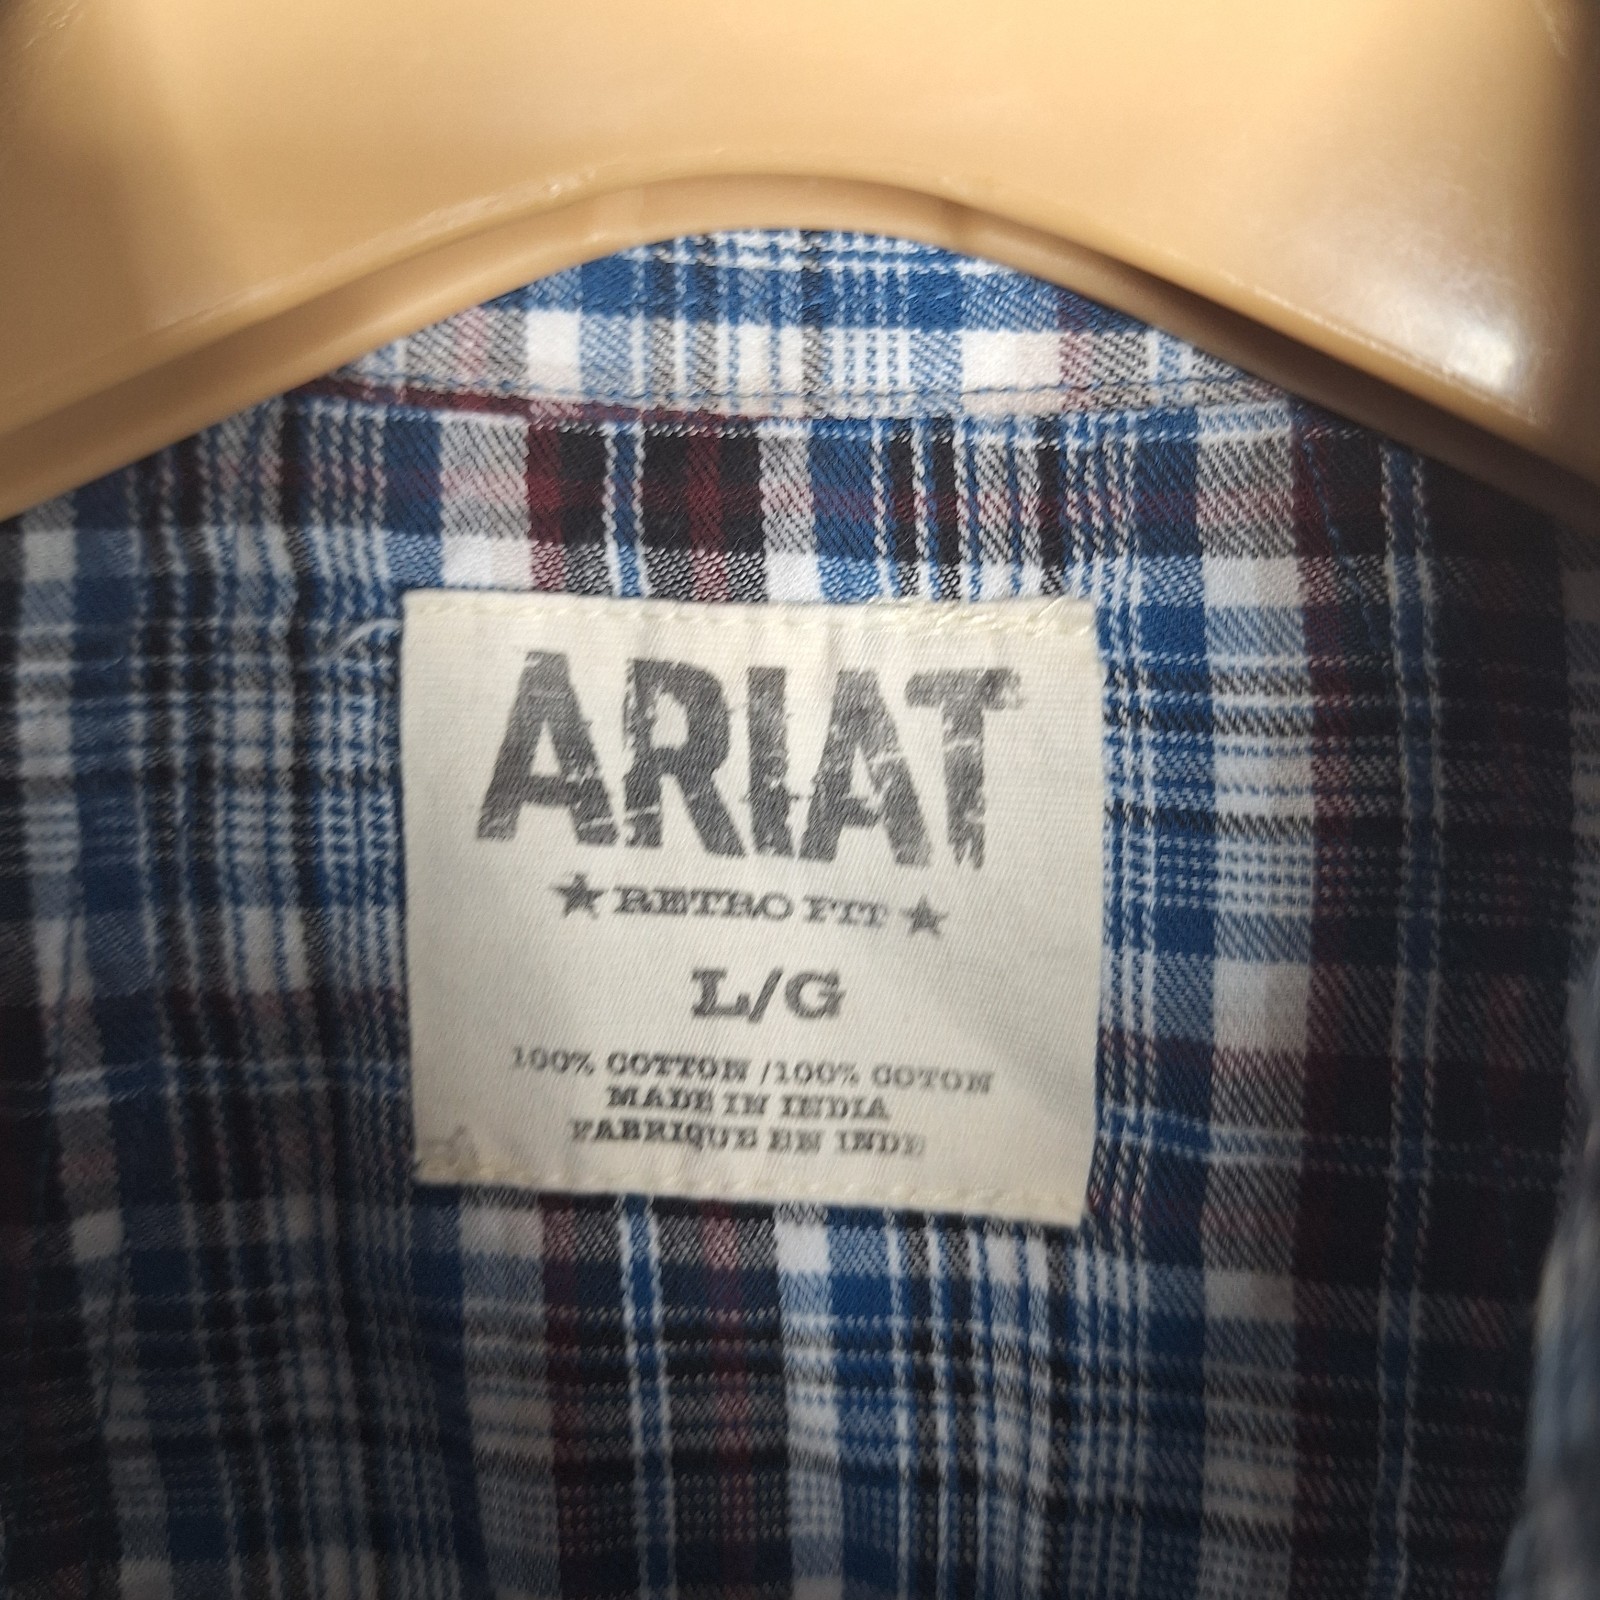 ARIAT
RETRO FIT
L/G
100% COTTON / 100% COTON
MADE IN INDIA
FABRIQUE EN INDE